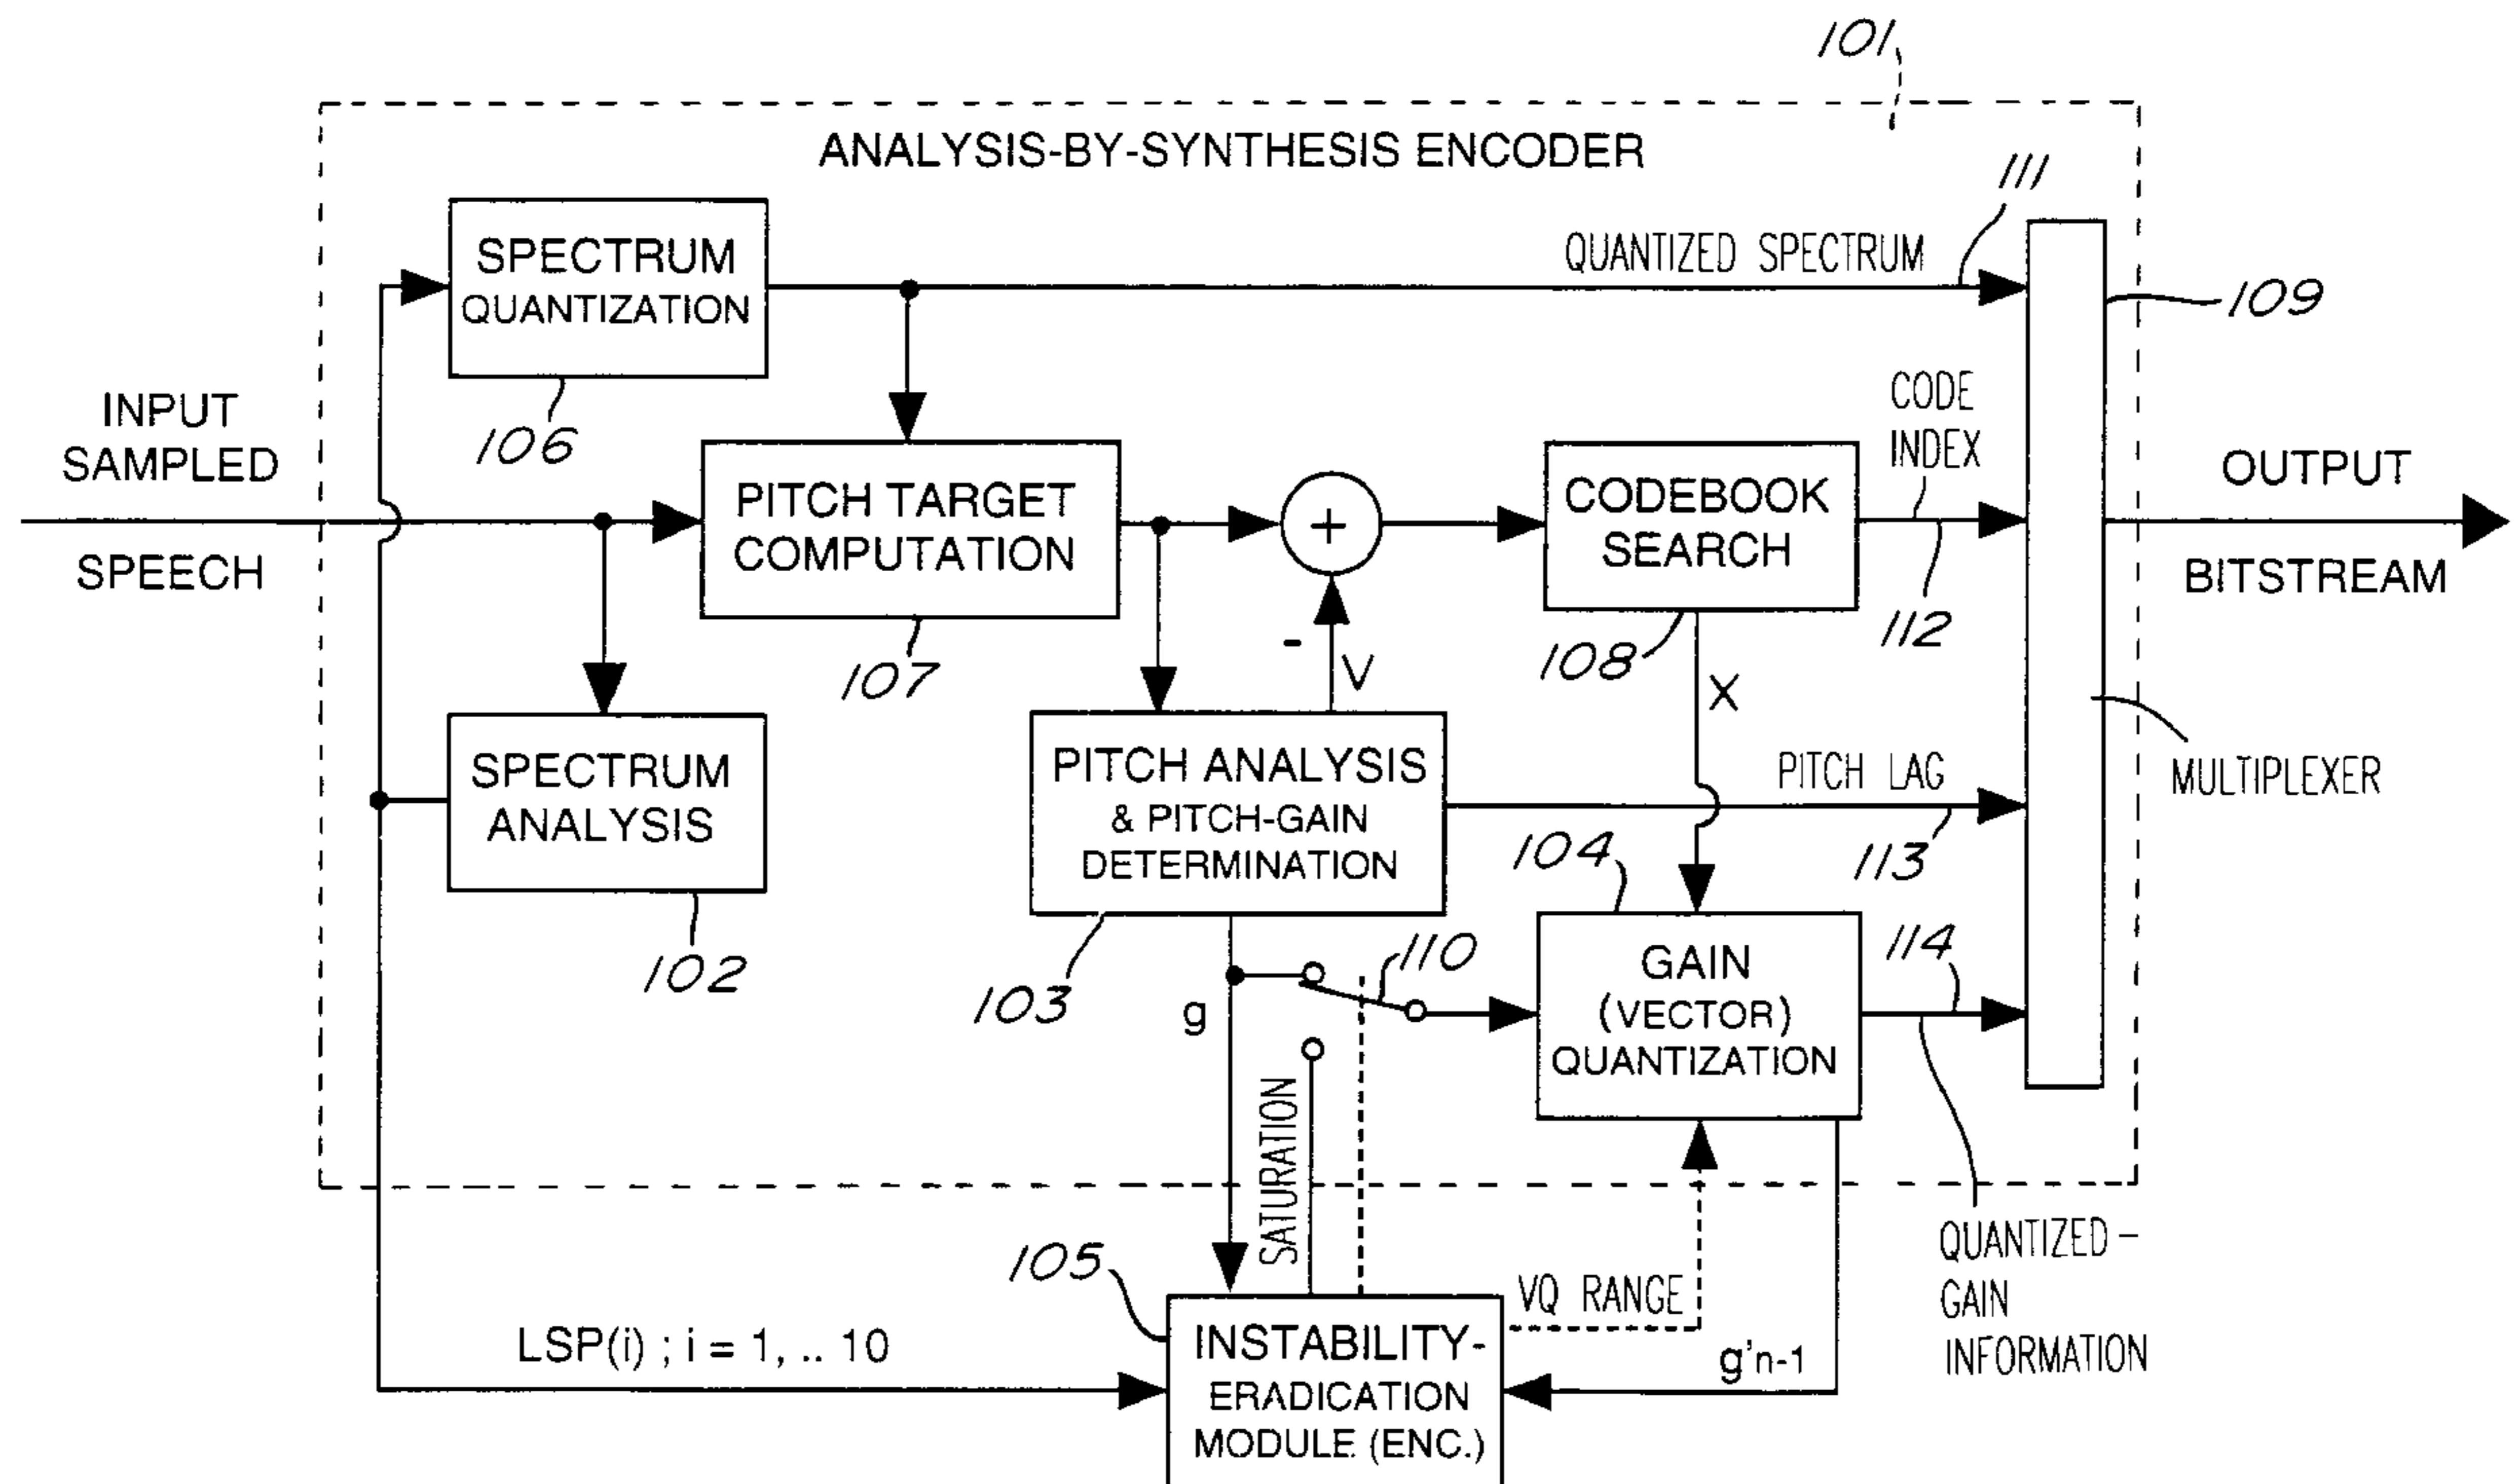 101
ANALYSIS-BY-SYNTHESIS ENCODER
111
SPECTRUM
QUANTIZATION
QUANTIZED SPECTRUM
109
106
INPUT
SAMPLED
SPEECH
CODE
INDEX
PITCH TARGET
COMPUTATION
+
CODEBOOK
SEARCH
OUTPUT
BITSTREAM
107
-
V
108
112
X
SPECTRUM
ANALYSIS
PITCH ANALYSIS
& PITCH-GAIN
DETERMINATION
PITCH LAG
MULTIPLEXER
104
113
102
103
g
110
GAIN
(VECTOR)
QUANTIZATION
114
SATURATION
105
VQ RANGE
QUANTIZED-
GAIN
INFORMATION
LSP(i) ; i = 1, .. 10
INSTABILITY-
ERADICATION
MODULE (ENC.)
g'n-1